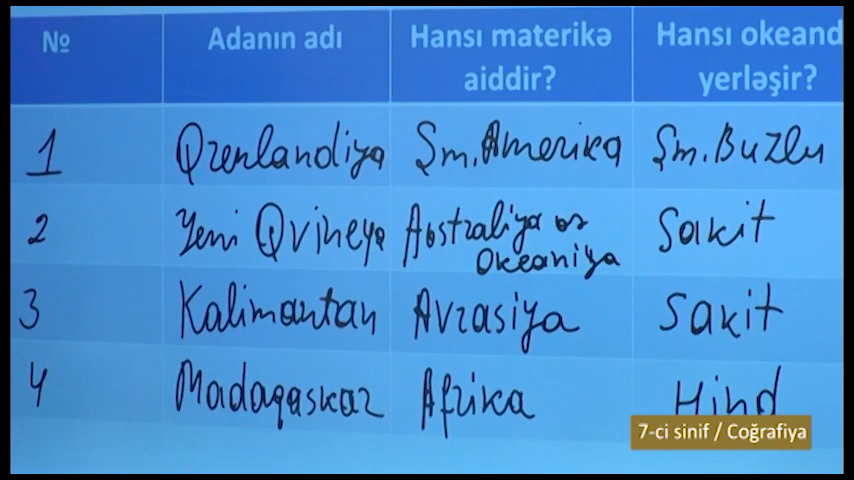 № Adanın adı Hansı materikə aiddir? Hansı okeand yerləşir?
1 Qrenlandiya Şm. Amerika Şm. Buzlu
2 Yeni Qvineya Avstraliya və Okeaniya Sakit
3 Kalimantan Avrasiya Sakit
4 Madaqaskar Afrika Hind
7-ci sinif / Coğrafiya